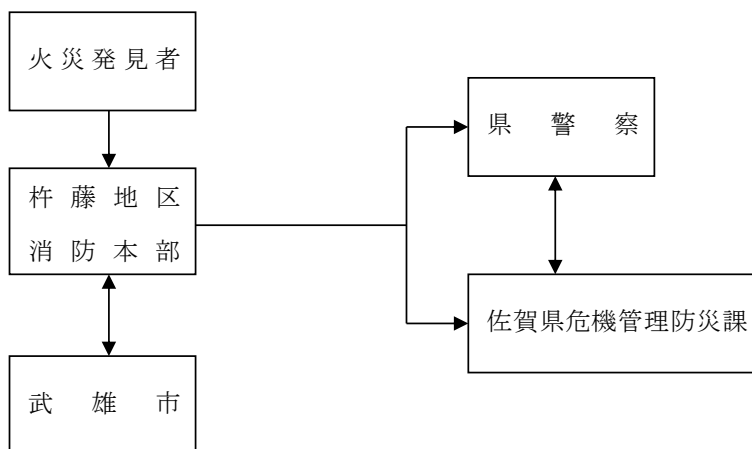 火災発見者
県警察
杵藤地区
消防本部
佐賀県危機管理防災課
武雄市